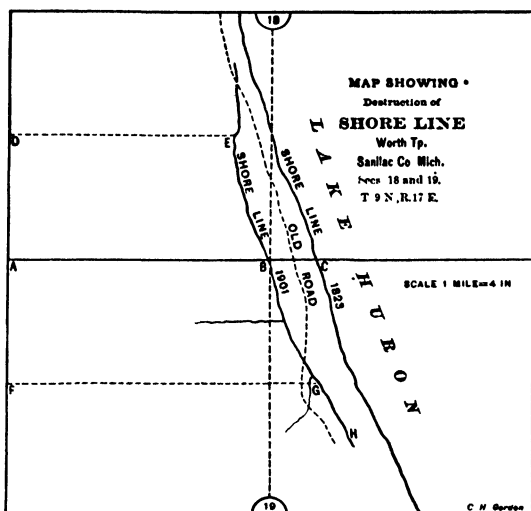 18
MAP SHOWING
Destruction of
SHORE LINE
Worth Tp.
Sanilac Co Mich.
Secs 18 and 19.
T 9 N, R. 17 E.
LAKE HURON
D
E
SHORE LINE
SHORE LINE
OLD ROAD
A
B
C
1901
1823
SCALE 1 MILE=4 IN
F
G
H
19
C H Gordon